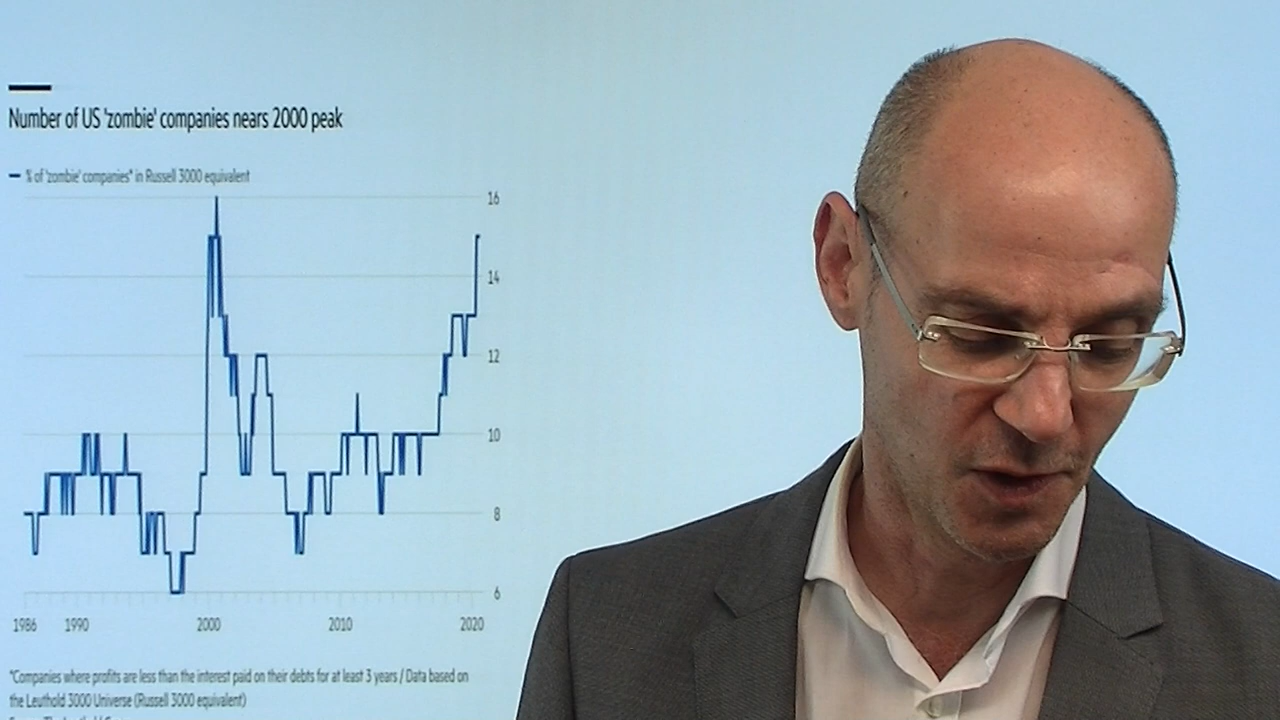 Number of US 'zombie' companies nears 2000 peak
% of 'zombie' companies* in Russell 3000 equivalent
16
14
12
10
8
6
1986 1990 2000 2010 2020
*Companies where profits are less than the interest paid on their debts for at least 3 years / Data based on
the Leuthold 3000 Universe (Russell 3000 equivalent)